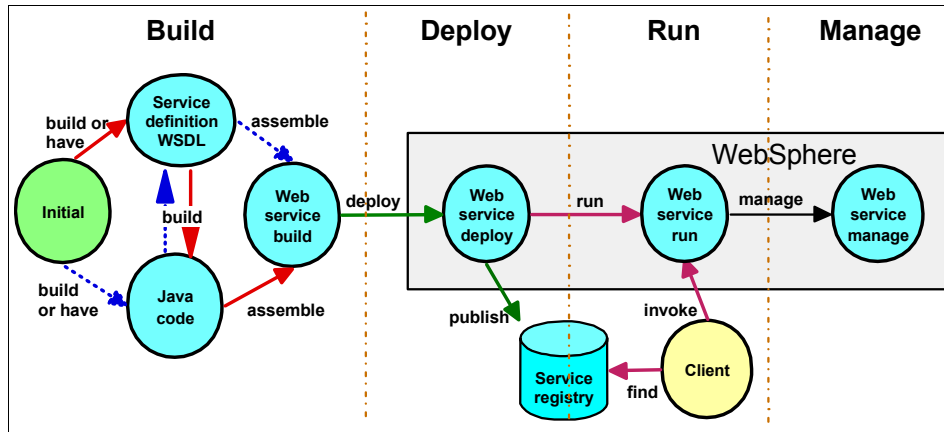 Build
Deploy
Run
Manage
Service
definition
WSDL
build or
have
assemble
Initial
build
Web
service
build
deploy
build
or have
Java
code
assemble
WebSphere
Web
service
deploy
run
Web
service
run
manage
Web
service
manage
publish
invoke
Service
registry
find
Client